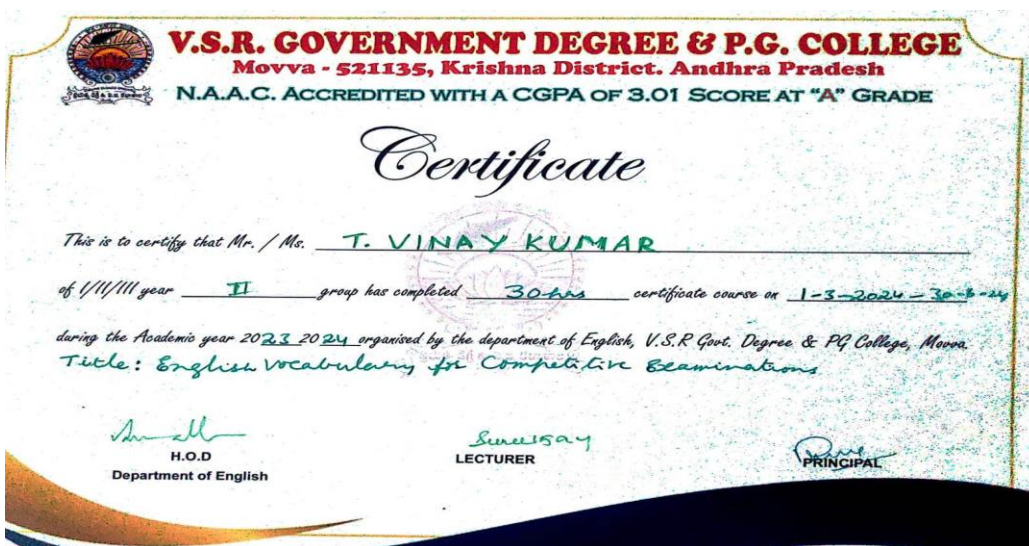 V.S.R. GOVERNMENT DEGREE & P.G. COLLEGE
Movva - 521135, Krishna District. Andhra Pradesh
N.A.A.C. ACCREDITED WITH A CGPA OF 3.01 SCORE AT “A” GRADE
Certificate
This is to certify that Mr. / Ms. T. VINAY KUMAR
of I/II/III year II group has completed 30 hrs certificate course on 1-3-2024 - 30-
during the Academic year 2023 2024 organised by the department of English, V.S.R Govt. Degree & PG College, Movva.
Title: English Vocabulary for Competitive Examinations
H.O.D
Department of English
LECTURER
PRINCIPAL